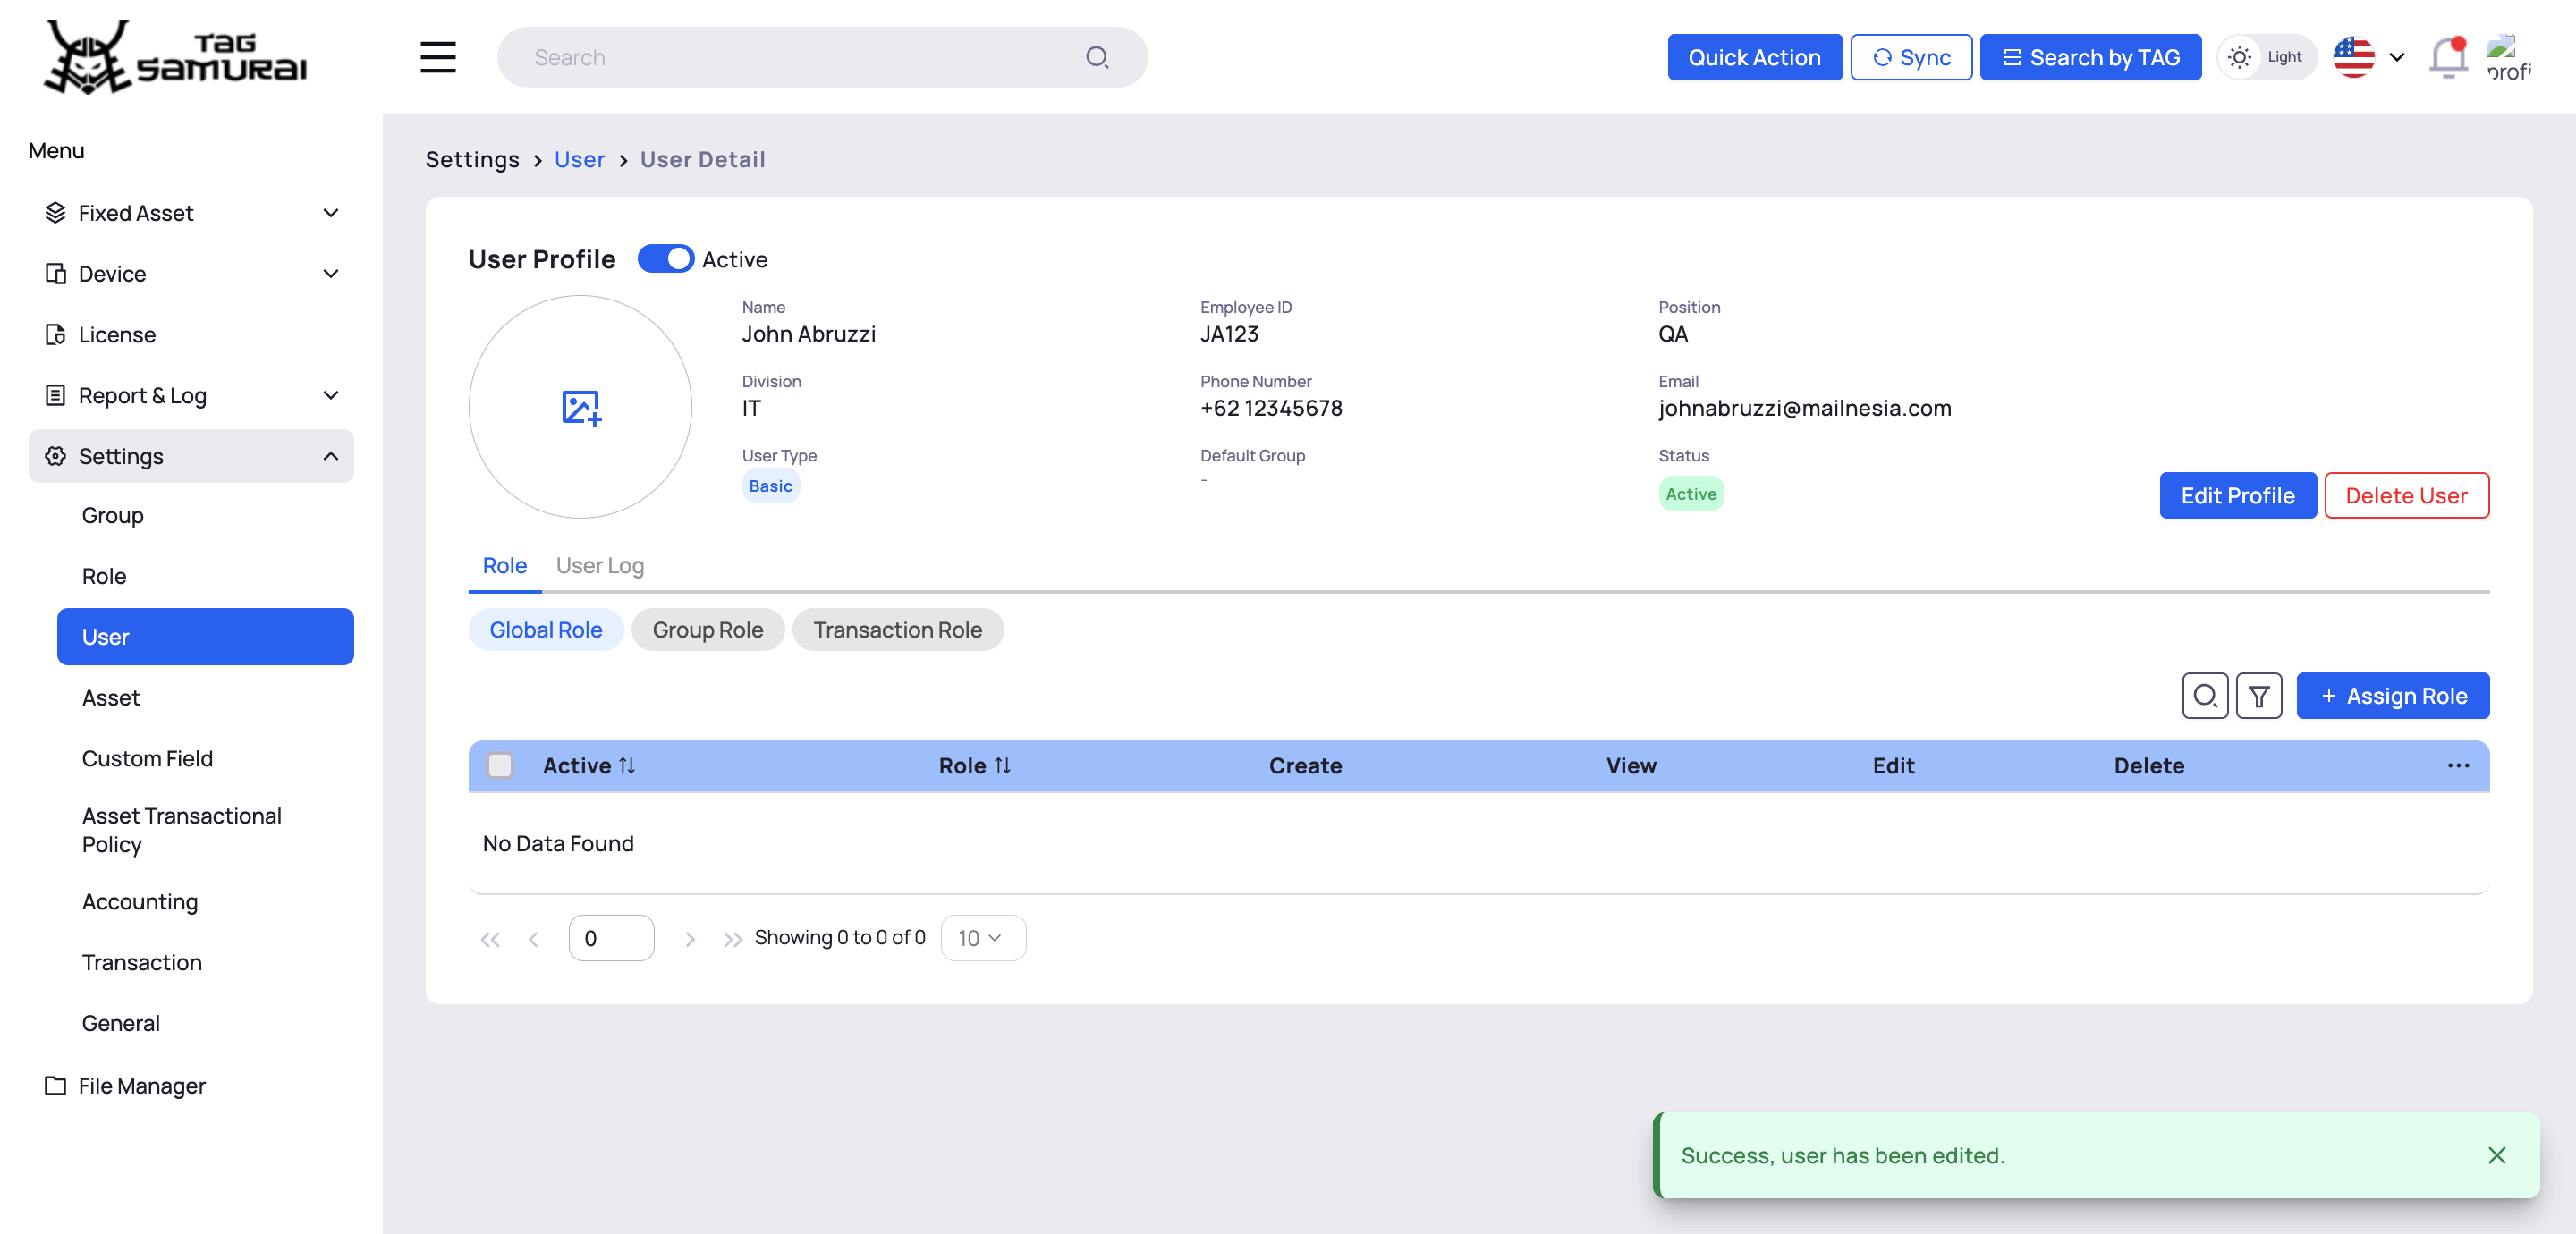 TAG SAMURAI
Search
Quick Action
Sync
Search by TAG
Light
profi
Menu
Fixed Asset
Device
License
Report & Log
Settings
Group
Role
User
Asset
Custom Field
Asset Transactional
Policy
Accounting
Transaction
General
File Manager
Settings > User > User Detail
User Profile Active
Name
John Abruzzi
Employee ID
JA123
Position
QA
Division
IT
Phone Number
+62 12345678
Email
johnabruzzi@mailnesia.com
User Type
Basic
Default Group
-
Status
Active
Edit Profile
Delete User
Role User Log
Global Role Group Role Transaction Role
+ Assign Role
Active Role Create View Edit Delete ...
No Data Found
0 Showing 0 to 0 of 0 10
Success, user has been edited.